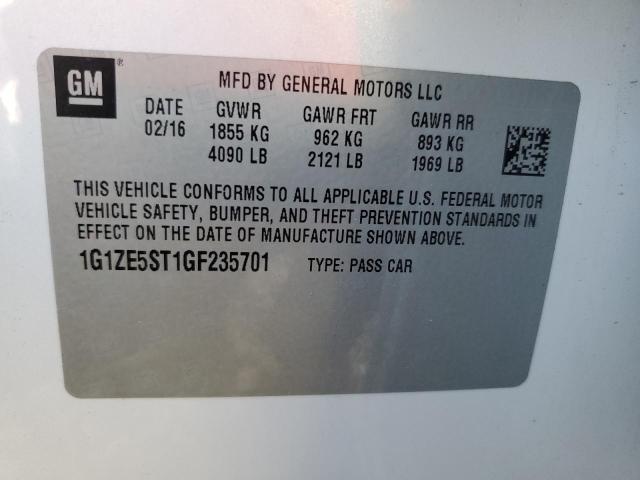 GM ®
MFD BY GENERAL MOTORS LLC
DATE GVWR GAWR FRT GAWR RR
02/16 1855 KG 962 KG 893 KG
4090 LB 2121 LB 1969 LB
THIS VEHICLE CONFORMS TO ALL APPLICABLE U.S. FEDERAL MOTOR
VEHICLE SAFETY, BUMPER, AND THEFT PREVENTION STANDARDS IN
EFFECT ON THE DATE OF MANUFACTURE SHOWN ABOVE.
1G1ZE5ST1GF235701 TYPE: PASS CAR